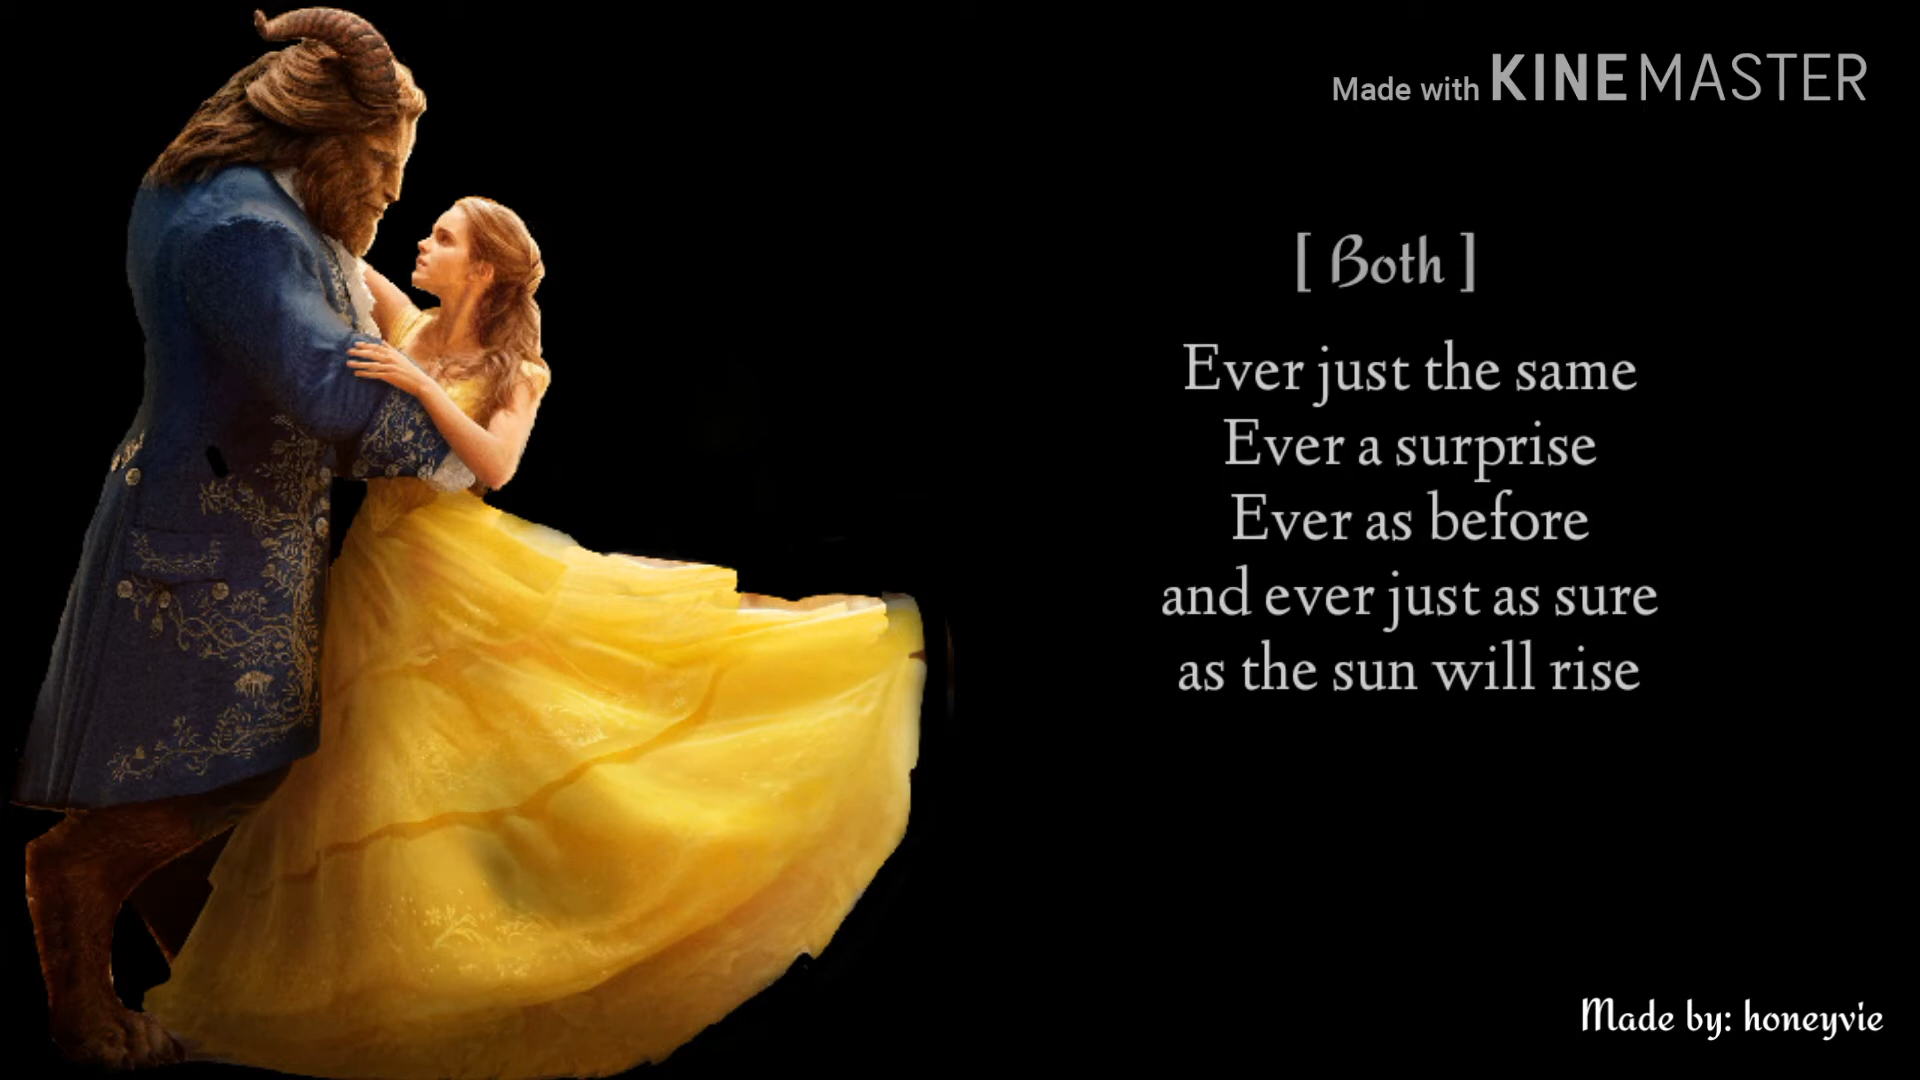 Made with KINEMASTER
[ Both ]
Ever just the same
Ever a surprise
Ever as before
and ever just as sure
as the sun will rise
Made by: honeyvie